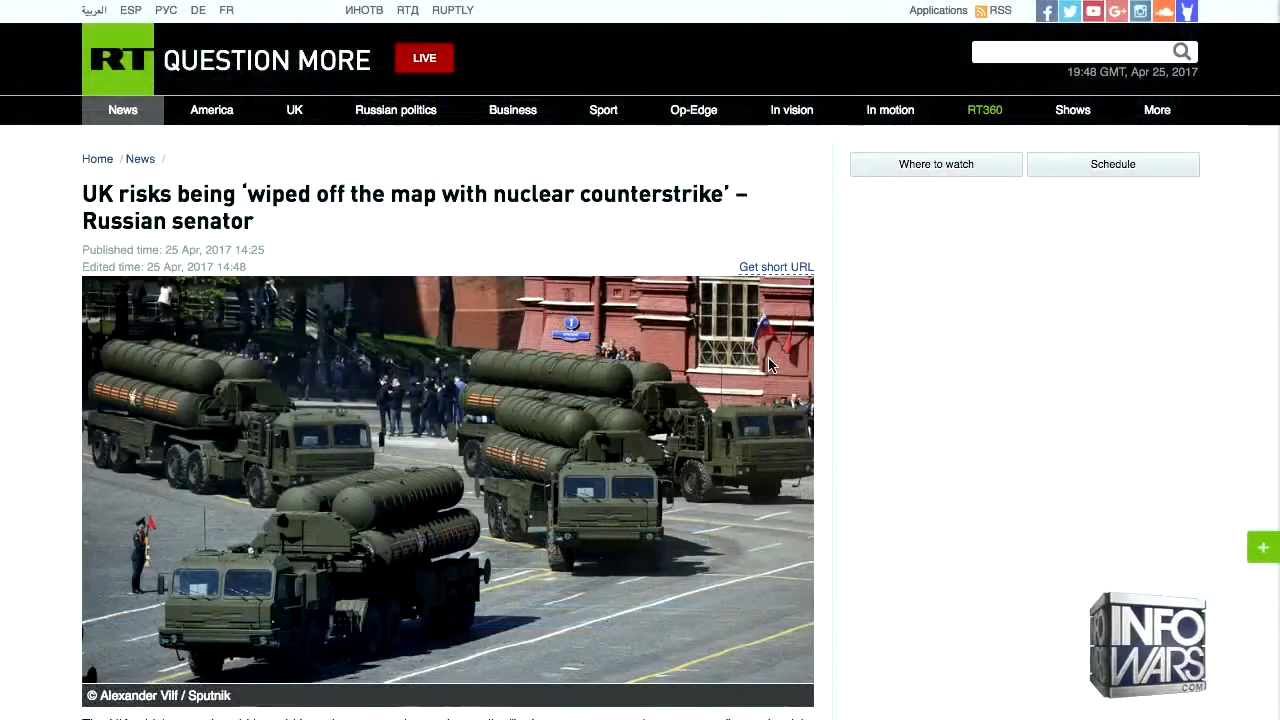 العربية ESP РУС DE FR ИНОТВ РТД RUPTLY Applications RSS
RT QUESTION MORE LIVE
19:48 GMT, Apr 25, 2017
News America UK Russian politics Business Sport Op-Edge In vision In motion RT360 Shows More
Home / News /
Where to watch Schedule
UK risks being ‘wiped off the map with nuclear counterstrike’ –
Russian senator
Published time: 25 Apr, 2017 14:25
Edited time: 25 Apr, 2017 14:48
Get short URL
© Alexander Vilf / Sputnik
INFO
WARS
.COM